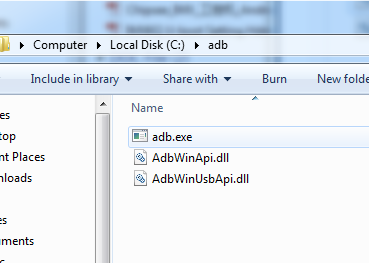 Computer ▸ Local Disk (C:) ▸ adb
Include in library ▾ Share with ▾ Burn New folde
Name
es
top
nt Places
nloads
es
uments
c
adb.exe
AdbWinApi.dll
AdbWinUsbApi.dll